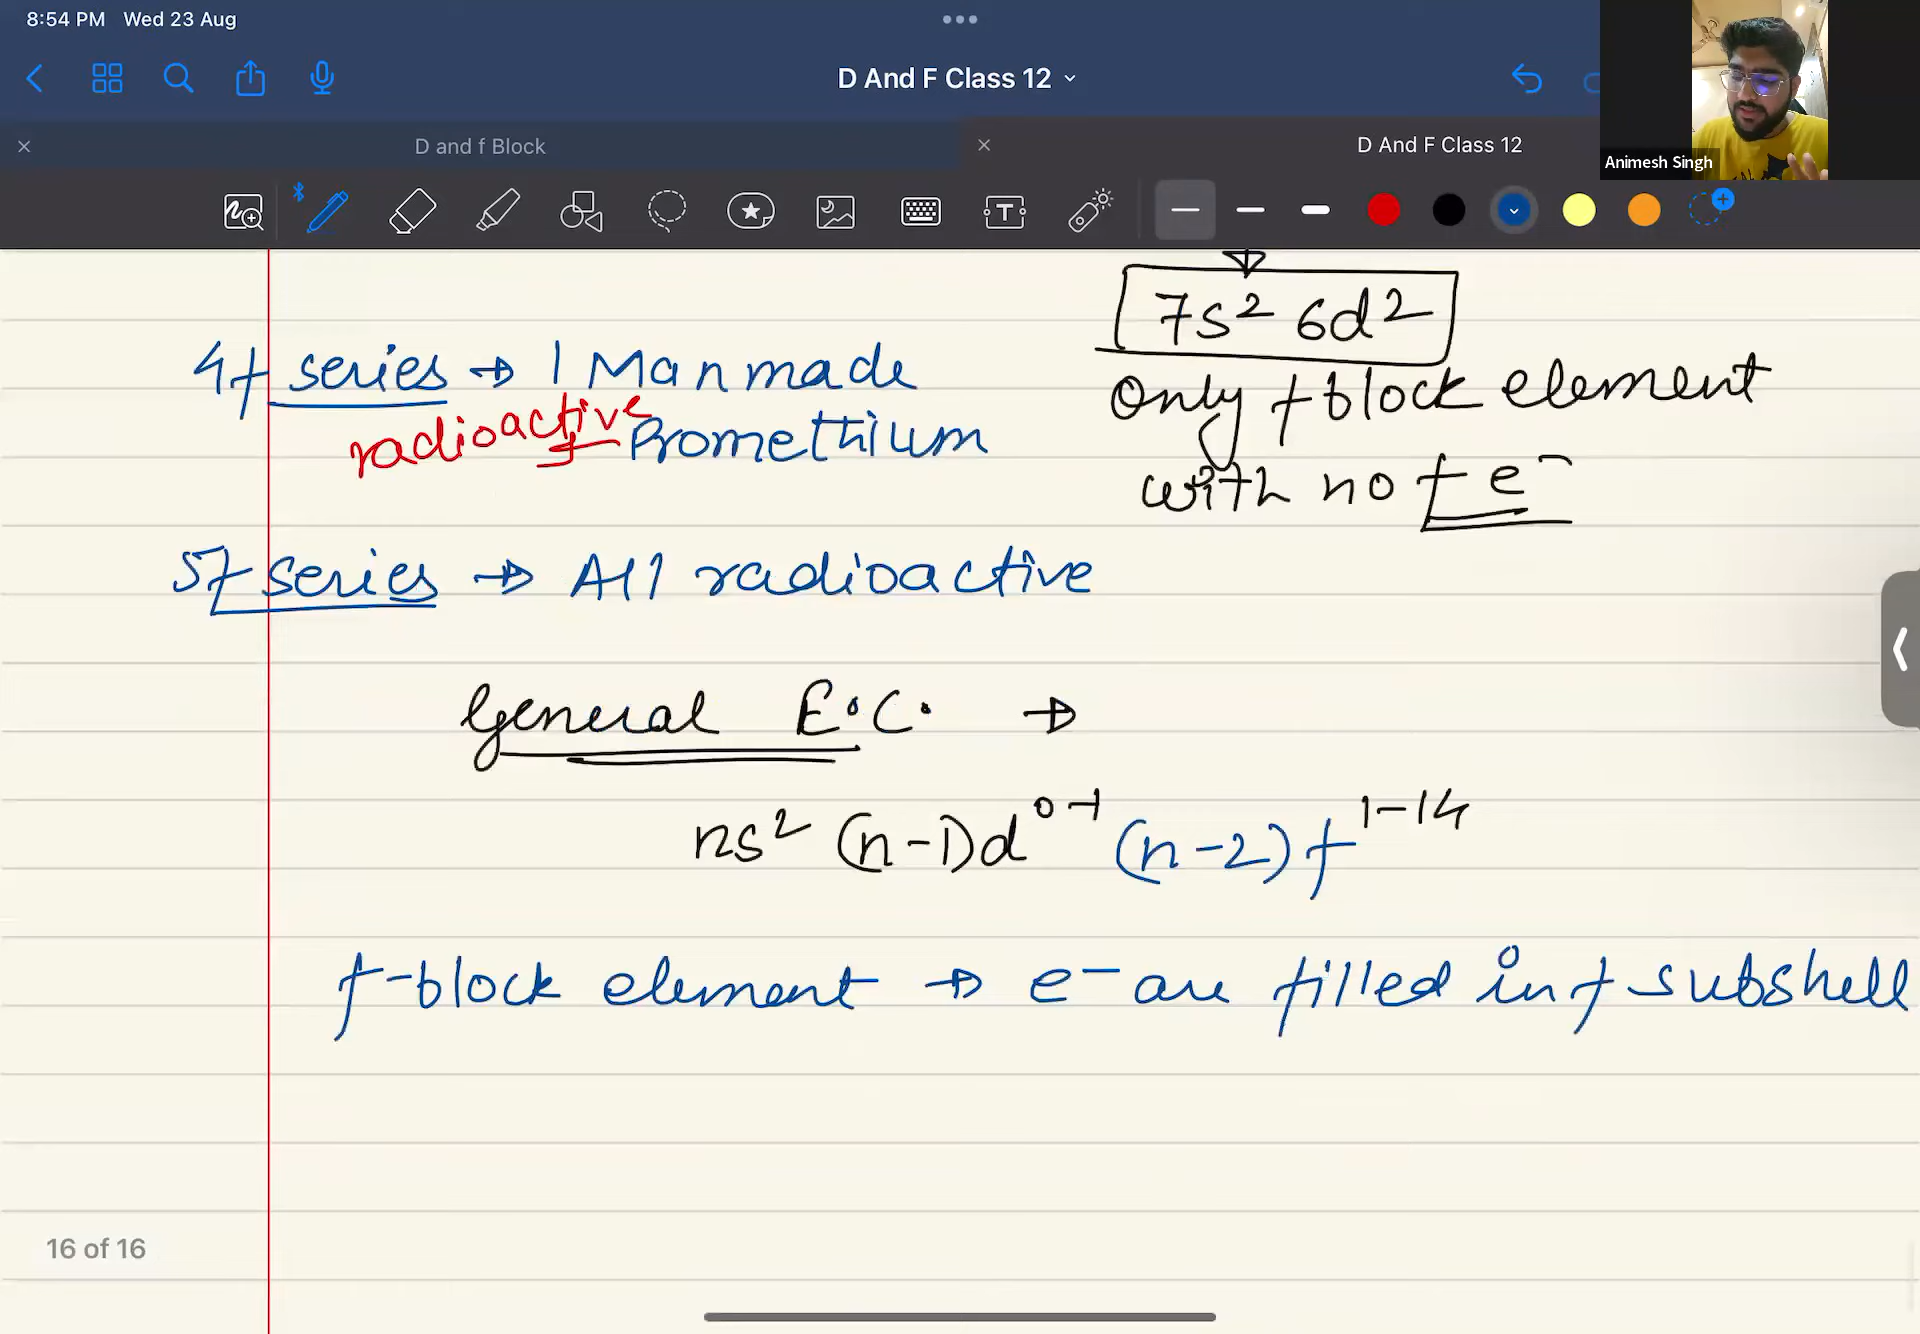 8:54 PM Wed 23 Aug
D And F Class 12
D and f Block
D And F Class 12
Animesh Singh
7s² 6d²
4f series → 1 Manmade
radioactive ← Promethium
Only f block element
with no f e⁻
5f series → All radioactive
General E.C. →
ns² (n-1)d⁰⁻¹ (n-2)f¹⁻¹⁴
f-block element → e⁻ are filled in f subshell
16 of 16